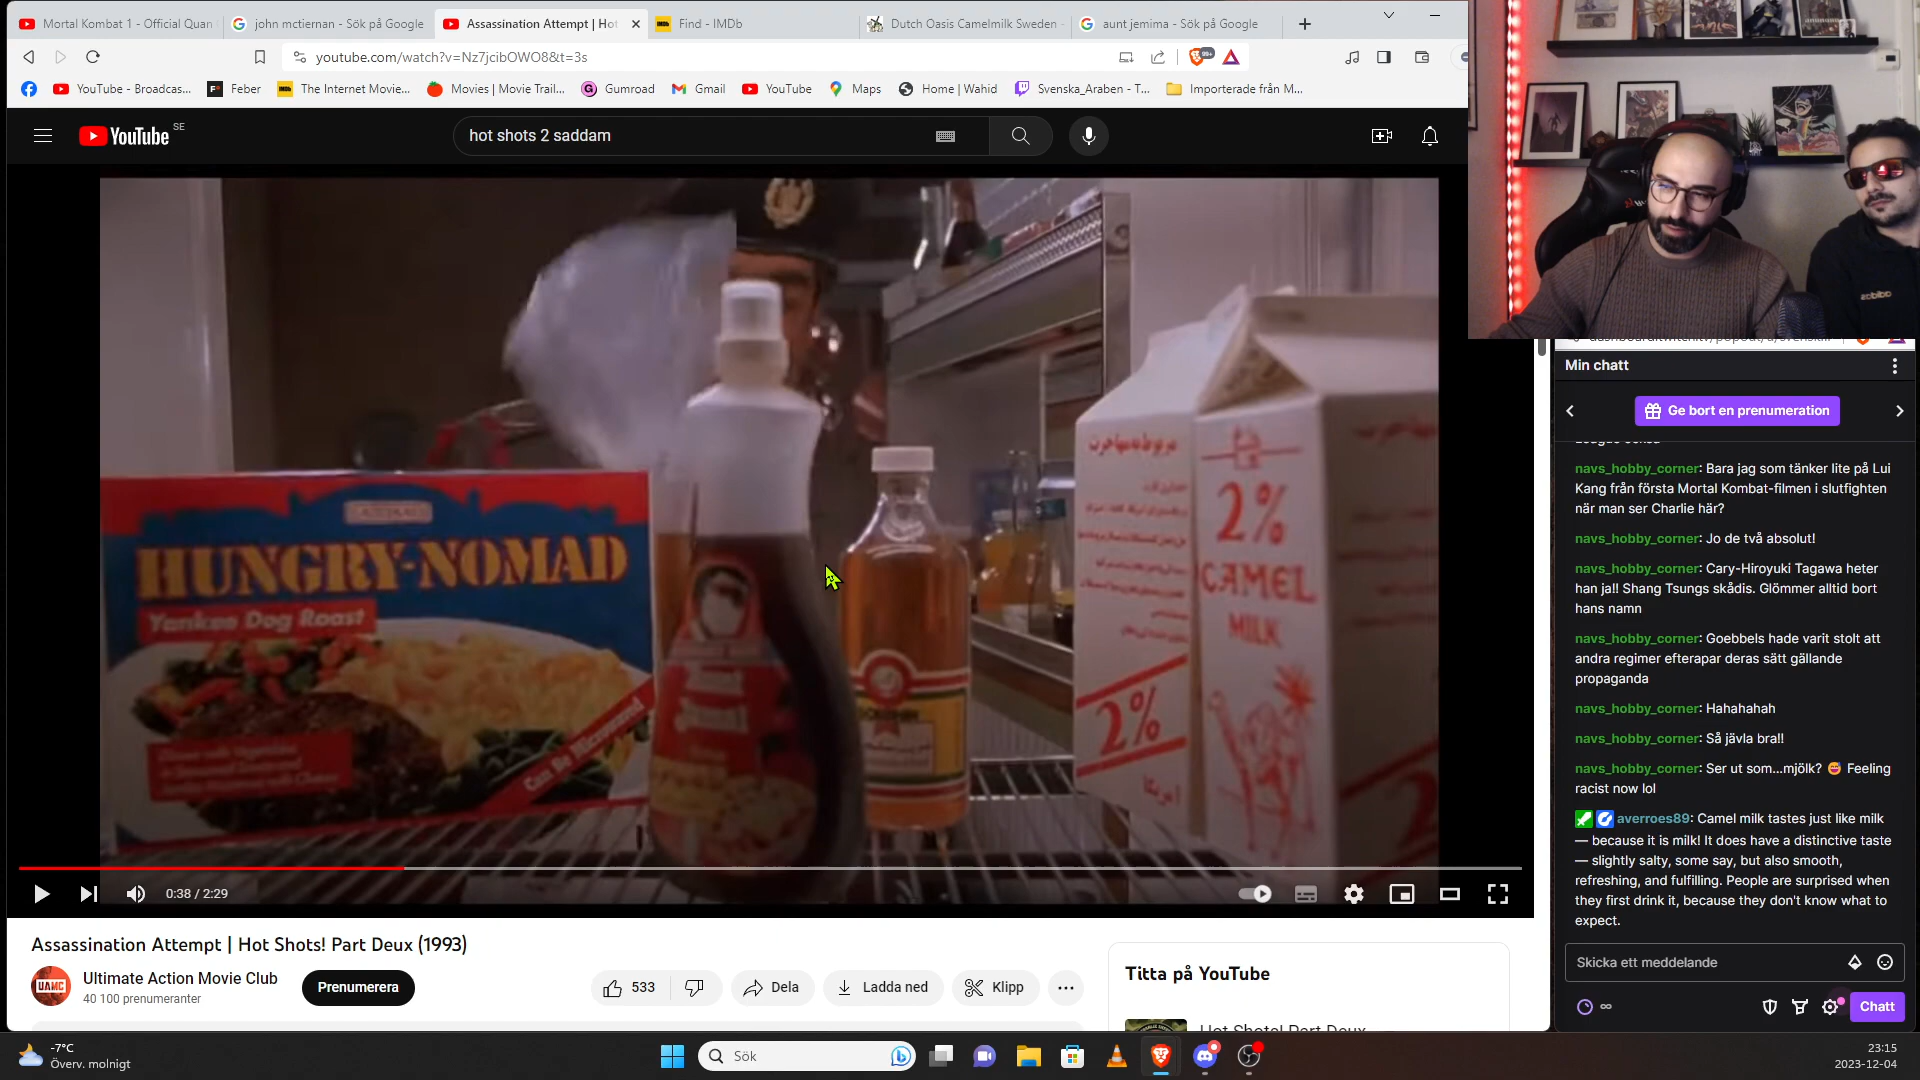 Mortal Kombat 1 - Official Quan
john mctiernan - Sök på Google
Assassination Attempt | Hot
Find - IMDb
Dutch Oasis Camelmilk Sweden -
aunt jemima - Sök på Google
youtube.com/watch?v=Nz7jcibOWO8&t=3s
99+
YouTube - Broadcas...
Feber
The Internet Movie...
Movies | Movie Trail...
Gumroad
Gmail
YouTube
Maps
Home | Wahid
Svenska_Araben - T...
Importerade från M...
YouTube SE
hot shots 2 saddam
HUNGRY-NOMAD
Yankee Dog Roast
Can Be Microwaved
2%
CAMEL
MILK
2%
0:38 / 2:29
Assassination Attempt | Hot Shots! Part Deux (1993)
UAMC
Ultimate Action Movie Club
40 100 prenumeranter
Prenumerera
533
Dela
Ladda ned
Klipp
Titta på YouTube
Hot Shots! Part Deux
adidas
Min chatt
Ge bort en prenumeration
navs_hobby_corner: Bara jag som tänker lite på Lui
Kang från första Mortal Kombat-filmen i slutfighten
när man ser Charlie här?
navs_hobby_corner: Jo de två absolut!
navs_hobby_corner: Cary-Hiroyuki Tagawa heter
han ja!! Shang Tsungs skådis. Glömmer alltid bort
hans namn
navs_hobby_corner: Goebbels hade varit stolt att
andra regimer efterapar deras sätt gällande
propaganda
navs_hobby_corner: Hahahahah
navs_hobby_corner: Så jävla bra!!
navs_hobby_corner: Ser ut som...mjölk? 😅 Feeling
racist now lol
averroes89: Camel milk tastes just like milk
— because it is milk! It does have a distinctive taste
— slightly salty, some say, but also smooth,
refreshing, and fulfilling. People are surprised when
they first drink it, because they don't know what to
expect.
Skicka ett meddelande
Chatt
-7°C
Överv. molnigt
Sök
23:15
2023-12-04